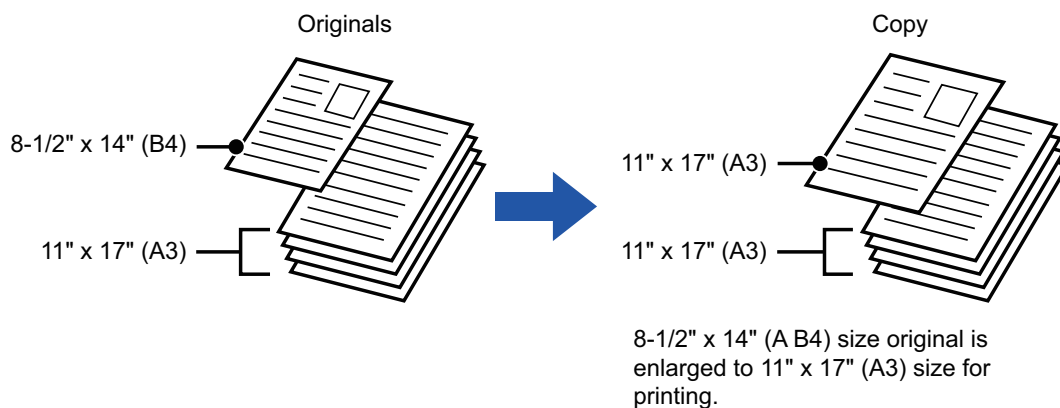 Originals
8-1/2" x 14" (B4)
11" x 17" (A3)
Copy
11" x 17" (A3)
11" x 17" (A3)
8-1/2" x 14" (A B4) size original is
enlarged to 11" x 17" (A3) size for
printing.